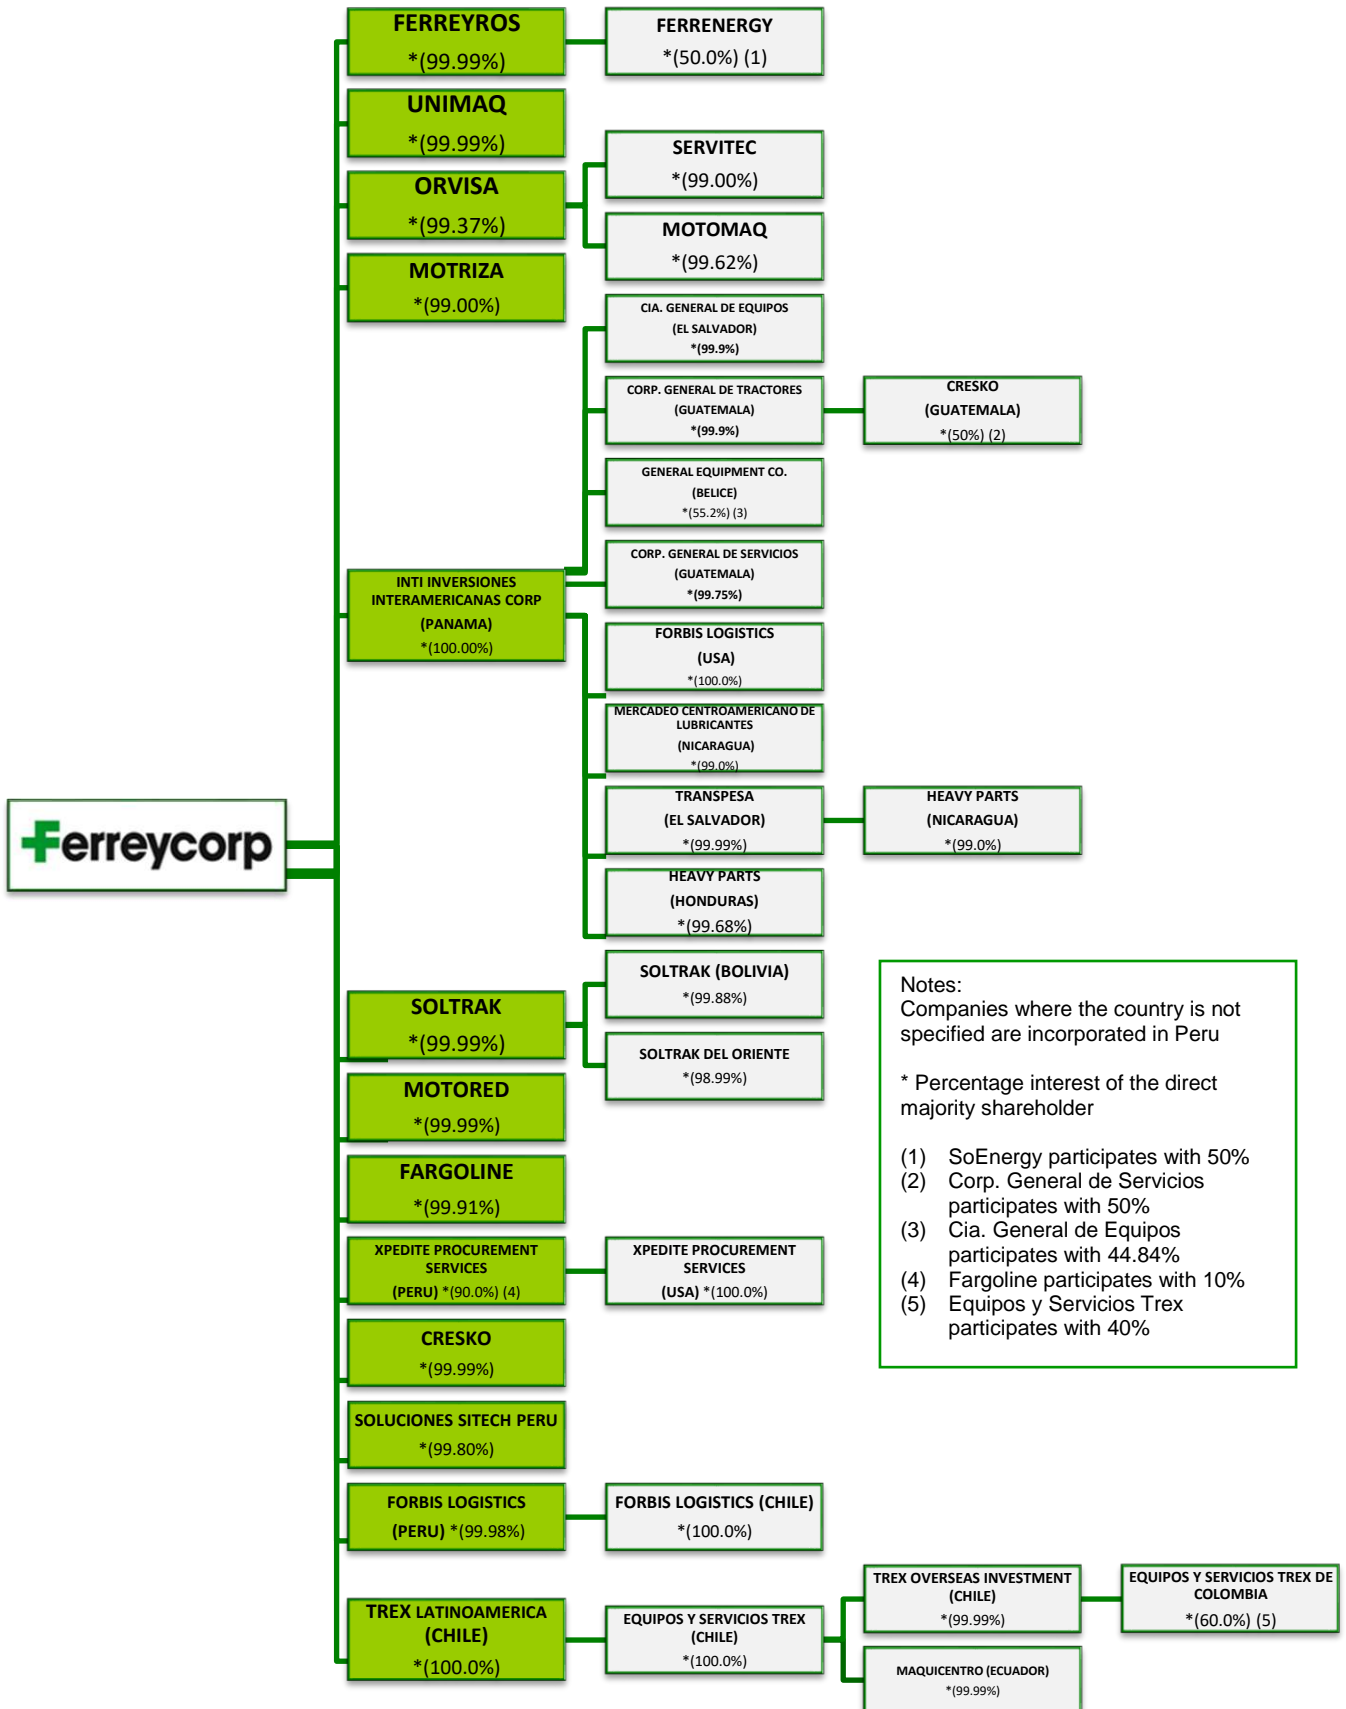 FERREYROS
*(99.99%)
FERRENERGY
*(50.0%) (1)
UNIMAQ
*(99.99%)
SERVITEC
*(99.00%)
ORVISA
*(99.37%)
MOTOMAQ
*(99.62%)
MOTRIZA
*(99.00%)
CIA. GENERAL DE EQUIPOS
(EL SALVADOR)
*(99.9%)
CORP. GENERAL DE TRACTORES
(GUATEMALA)
*(99.9%)
CRESKO
(GUATEMALA)
*(50%) (2)
GENERAL EQUIPMENT CO.
(BELICE)
*(55.2%) (3)
CORP. GENERAL DE SERVICIOS
(GUATEMALA)
*(99.75%)
INTI INVERSIONES
INTERAMERICANAS CORP
(PANAMA)
*(100.00%)
FORBIS LOGISTICS
(USA)
*(100.0%)
MERCADEO CENTROAMERICANO DE
LUBRICANTES
(NICARAGUA)
*(99.0%)
TRANSPESA
(EL SALVADOR)
*(99.99%)
HEAVY PARTS
(NICARAGUA)
*(99.0%)
Ferreycorp
HEAVY PARTS
(HONDURAS)
*(99.68%)
SOLTRAK
*(99.99%)
SOLTRAK (BOLIVIA)
*(99.88%)
SOLTRAK DEL ORIENTE
*(98.99%)
MOTORED
*(99.99%)
FARGOLINE
*(99.91%)
XPEDITE PROCUREMENT
SERVICES
(PERU) *(90.0%) (4)
XPEDITE PROCUREMENT
SERVICES
(USA) *(100.0%)
CRESKO
*(99.99%)
SOLUCIONES SITECH PERU
*(99.80%)
FORBIS LOGISTICS
(PERU) *(99.98%)
FORBIS LOGISTICS (CHILE)
*(100.0%)
TREX LATINOAMERICA
(CHILE)
*(100.0%)
EQUIPOS Y SERVICIOS TREX
(CHILE)
*(100.0%)
TREX OVERSEAS INVESTMENT
(CHILE)
*(99.99%)
EQUIPOS Y SERVICIOS TREX DE
COLOMBIA
*(60.0%) (5)
MAQUICENTRO (ECUADOR)
*(99.99%)
Notes:
Companies where the country is not
specified are incorporated in Peru
* Percentage interest of the direct
majority shareholder
(1) SoEnergy participates with 50%
(2) Corp. General de Servicios
participates with 50%
(3) Cia. General de Equipos
participates with 44.84%
(4) Fargoline participates with 10%
(5) Equipos y Servicios Trex
participates with 40%